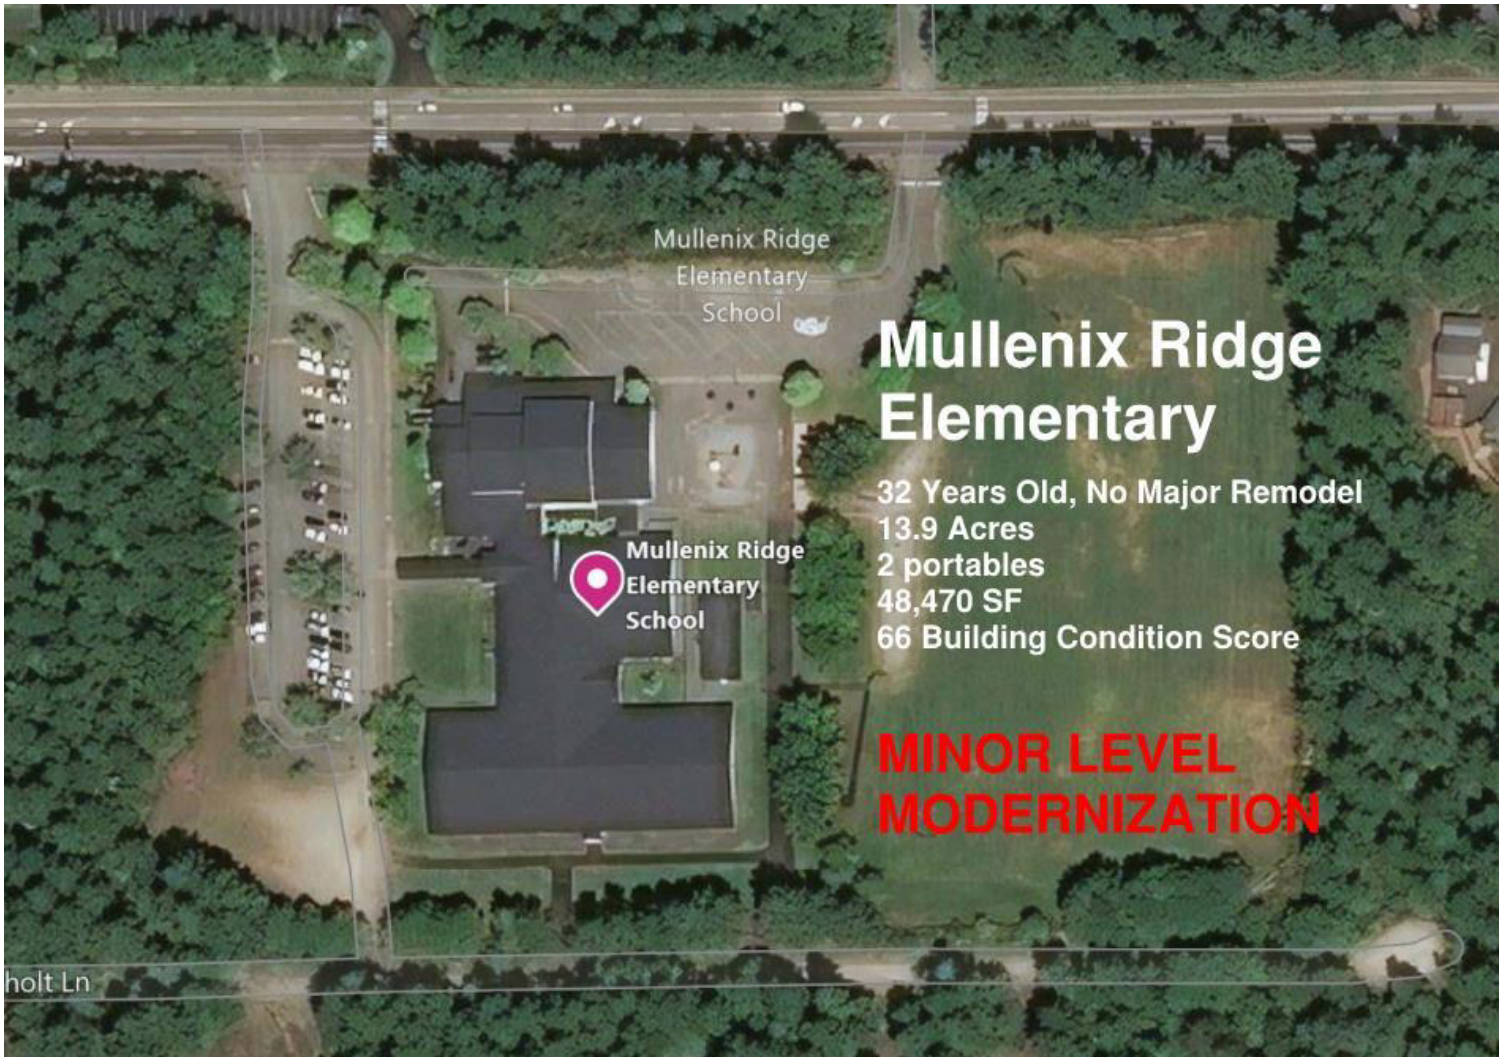 Mullenix Ridge
Elementary
School
Mullenix Ridge
Elementary
32 Years Old, No Major Remodel
13.9 Acres
2 portables
48,470 SF
66 Building Condition Score
Mullenix Ridge
Elementary
School
MINOR LEVEL
MODERNIZATION
holt Ln